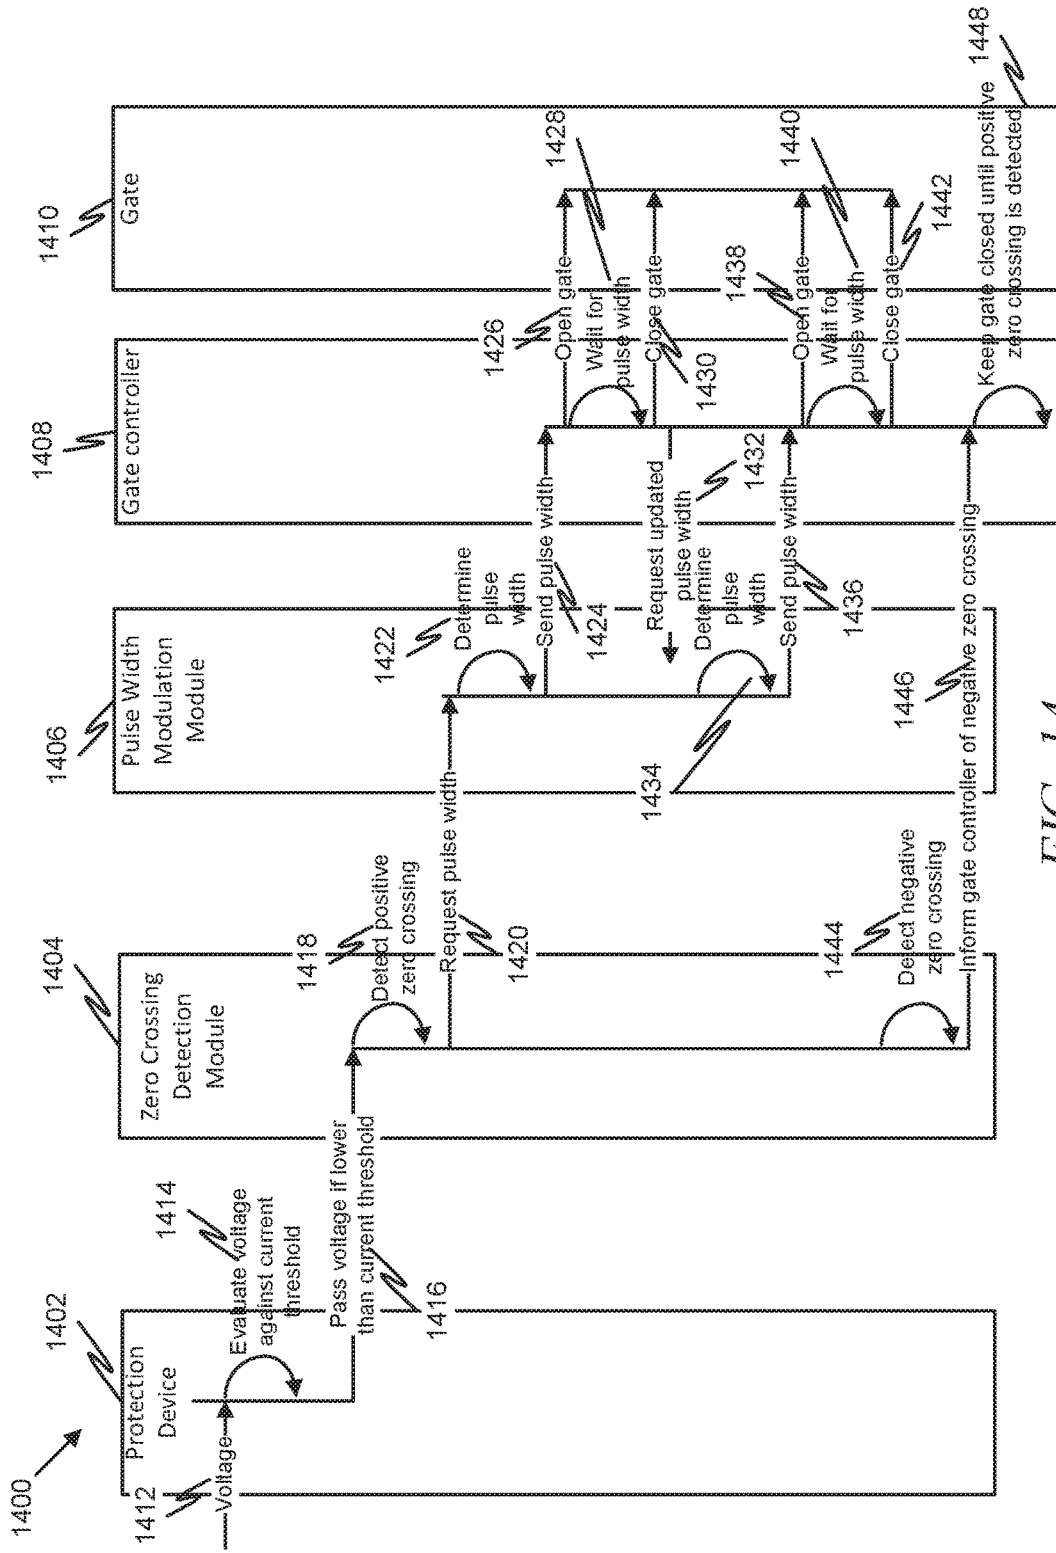 1400
1402
Protection
Device
1412
Voltage
1414
Evaluate voltage
against current
threshold
Pass voltage if lower
than current threshold
1416
1404
Zero Crossing
Detection
Module
1418
Detect positive
zero crossing
Request pulse width
1420
1444
Detect negative
zero crossing
Inform gate controller of negative zero crossing
1446
1406
Pulse Width
Modulation
Module
1422
Determine
pulse
width
Send pulse width
1424
Request updated
pulse width
1432
Determine
pulse
width
1434
Send pulse width
1436
1408
Gate controller
1426
Open gate
Wait for
pulse width
1428
Close gate
1430
1438
Open gate
Wait for
pulse width
1440
Close gate
1442
Keep gate closed until positive
zero crossing is detected
1448
1410
Gate
FIG. 14